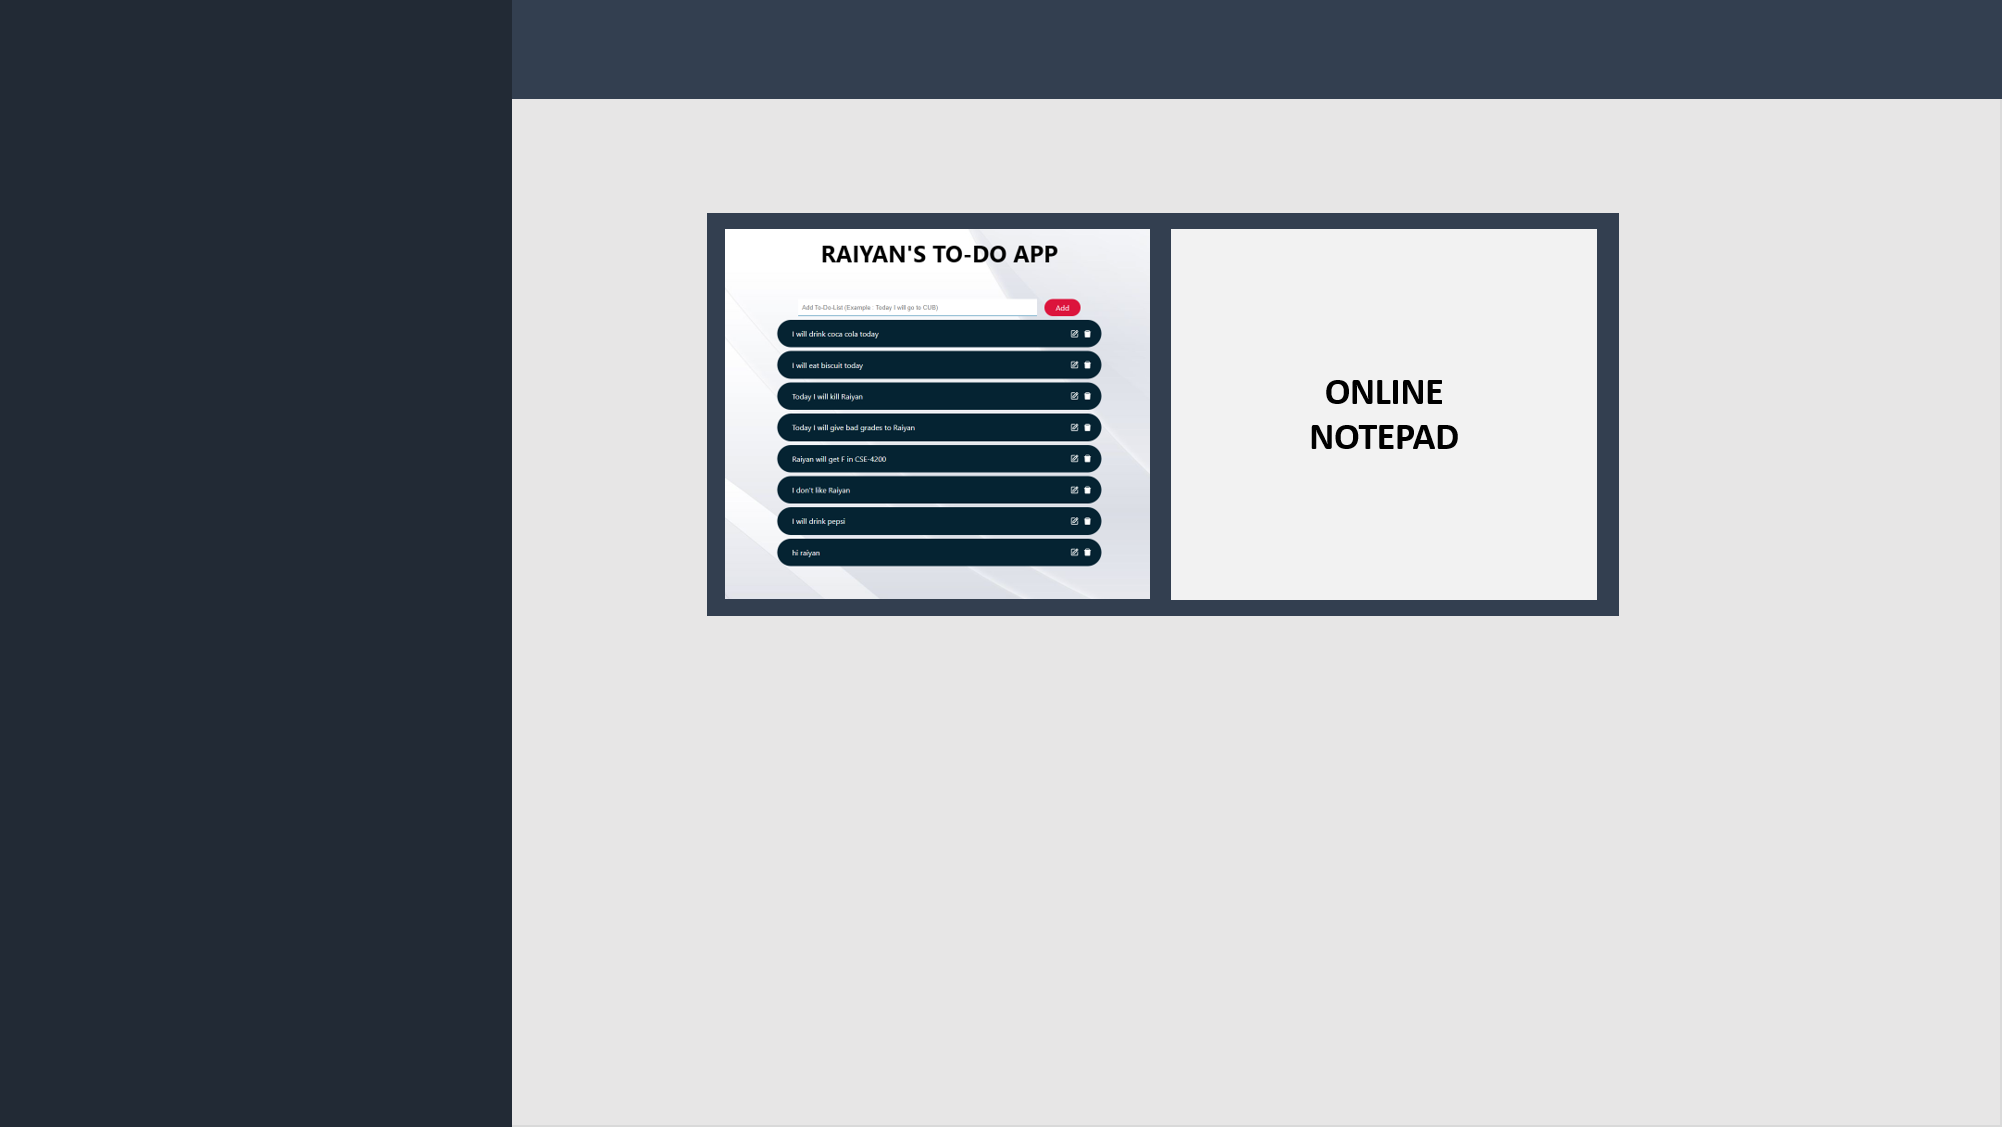 RAIYAN'S TO-DO APP
Add To-Do-List (Example : Today I will go to CUB)
Add
I will drink coca cola today
I will eat biscuit today
Today I will kill Raiyan
Today I will give bad grades to Raiyan
Raiyan will get F in CSE-4200
I don't like Raiyan
I will drink pepsi
hi raiyan
ONLINE
NOTEPAD